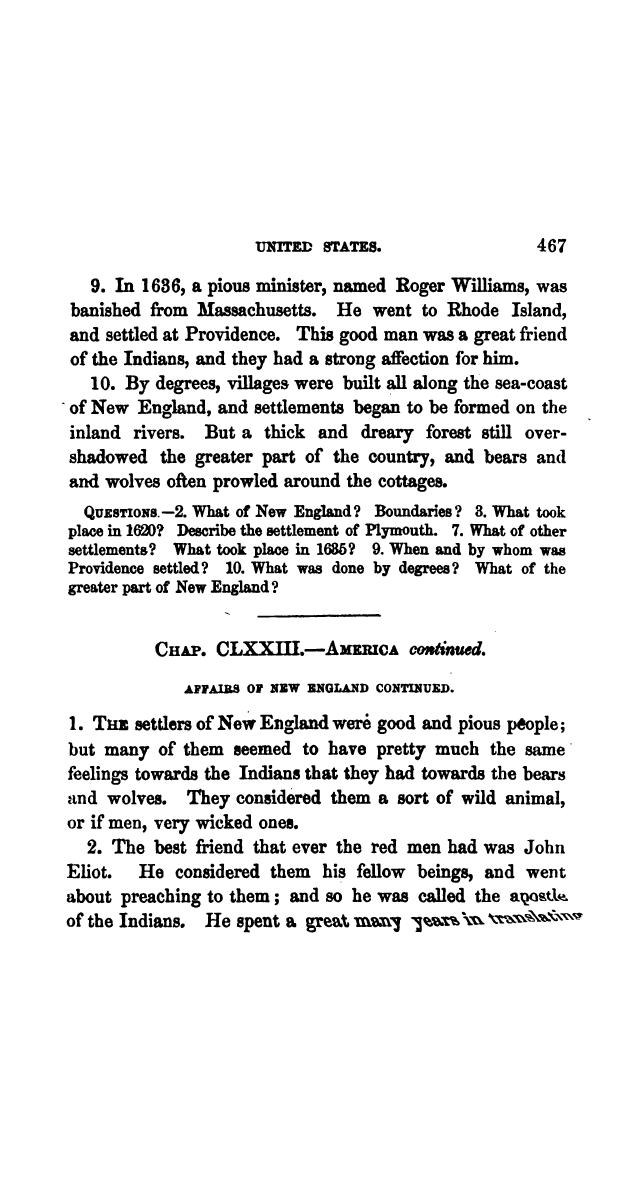 UNITED STATES. 467
9. In 1636, a pious minister, named Roger Williams, was
banished from Massachusetts. He went to Rhode Island,
and settled at Providence. This good man was a great friend
of the Indians, and they had a strong affection for him.
10. By degrees, villages were built all along the sea-coast
of New England, and settlements began to be formed on the
inland rivers. But a thick and dreary forest still over-
shadowed the greater part of the country, and bears and
and wolves often prowled around the cottages.
QUESTIONS.—2. What of New England? Boundaries? 3. What took
place in 1620? Describe the settlement of Plymouth. 7. What of other
settlements? What took place in 1635? 9. When and by whom was
Providence settled? 10. What was done by degrees? What of the
greater part of New England?
CHAP. CLXXIII.—AMERICA continued.
AFFAIRS OF NEW ENGLAND CONTINUED.
1. THE settlers of New England were good and pious people;
but many of them seemed to have pretty much the same
feelings towards the Indians that they had towards the bears
and wolves. They considered them a sort of wild animal,
or if men, very wicked ones.
2. The best friend that ever the red men had was John
Eliot. He considered them his fellow beings, and went
about preaching to them; and so he was called the apostle
of the Indians. He spent a great many years in translating